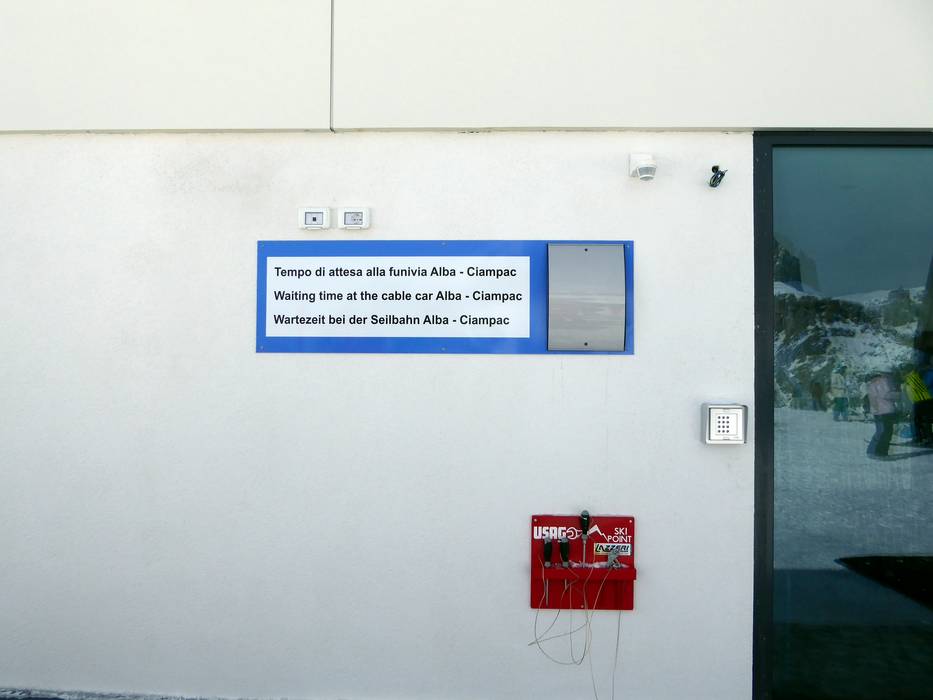 Tempo di attesa alla funivia Alba - Ciampac
Waiting time at the cable car Alba - Ciampac
Wartezeit bei der Seilbahn Alba - Ciampac
USAG
SKI
POINT
LAZZERI